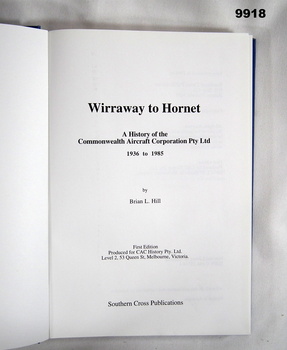 9918
Wirraway to Hornet
A History of the
Commonwealth Aircraft Corporation Pty Ltd
1936 to 1985
by
Brian L. Hill
First Edition
Produced for CAC History Pty. Ltd.
Level 2, 53 Queen St, Melbourne, Victoria.
Southern Cross Publications